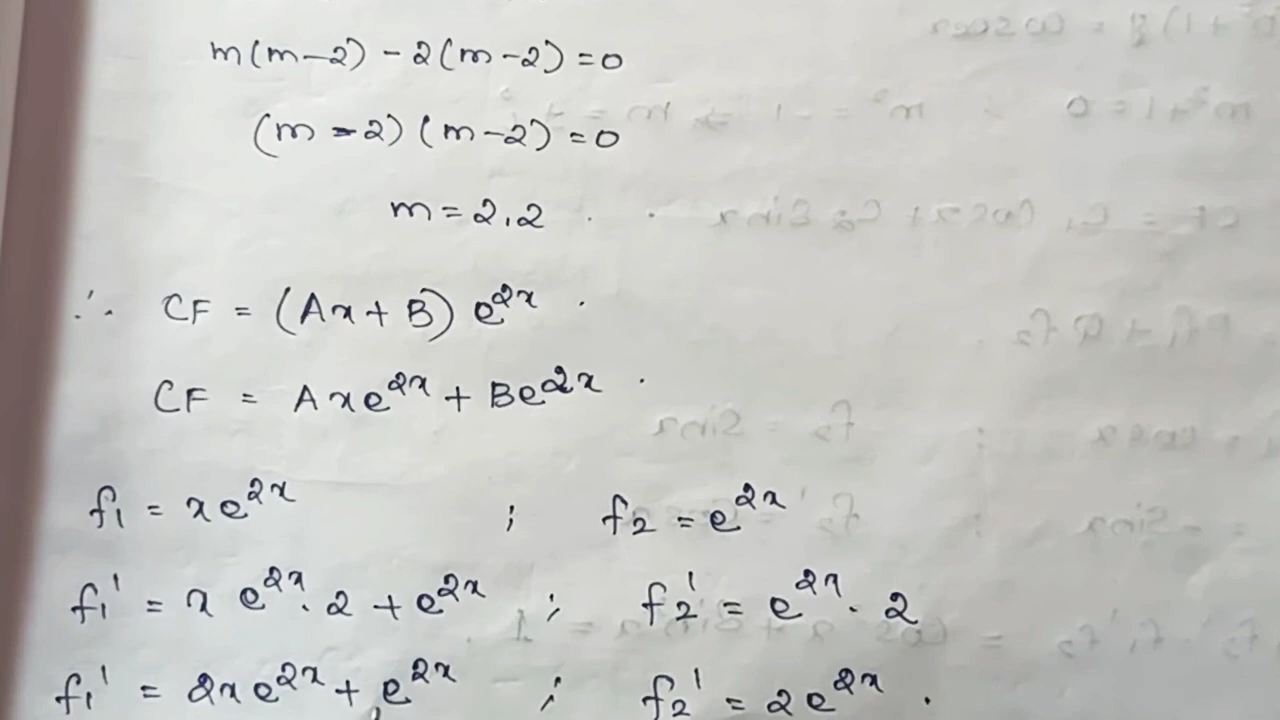 m(m-2) - 2(m-2) = 0
(m-2)(m-2) = 0
m = 2,2
∴ CF = (Ax + B) e^{2x}
CF = Axe^{2x} + Be^{2x}
f₁ = xe^{2x} ; f₂ = e^{2x}
f₁' = x e^{2x}. 2 + e^{2x} ; f₂' = e^{2x}. 2
f₁' = 2xe^{2x} + e^{2x} ; f₂' = 2e^{2x}.